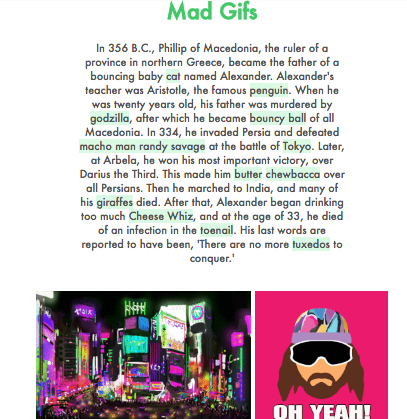 Mad Gifs
In 356 B.C., Phillip of Macedonia, the ruler of a
province in northern Greece, became the father of a
bouncing baby cat named Alexander. Alexander's
teacher was Aristotle, the famous penguin. When he
was twenty years old, his father was murdered by
godzilla, after which he became bouncy ball of all
Macedonia. In 334, he invaded Persia and defeated
macho man randy savage at the battle of Tokyo. Later,
at Arbela, he won his most important victory, over
Darius the Third. This made him butter chewbacca over
all Persians. Then he marched to India, and many of
his giraffes died. After that, Alexander began drinking
too much Cheese Whiz, and at the age of 33, he died
of an infection in the toenail. His last words are
reported to have been, 'There are no more tuxedos to
conquer.'
OH YEAH!